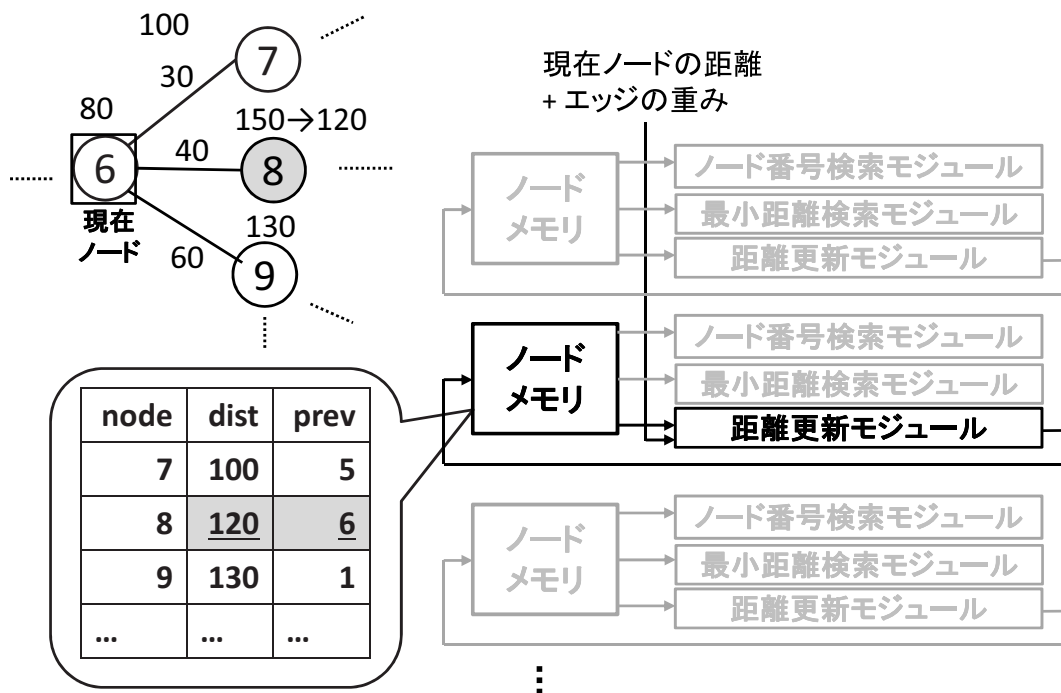 100
30
7
80
150→120
6
40
8
現在
ノード
130
60
9
現在ノードの距離
+ エッジの重み
ノード
メモリ
ノード番号検索モジュール
最小距離検索モジュール
距離更新モジュール
ノード
メモリ
ノード番号検索モジュール
最小距離検索モジュール
距離更新モジュール
ノード
メモリ
ノード番号検索モジュール
最小距離検索モジュール
距離更新モジュール
node dist prev
7 100 5
8 120 6
9 130 1
... ... ...